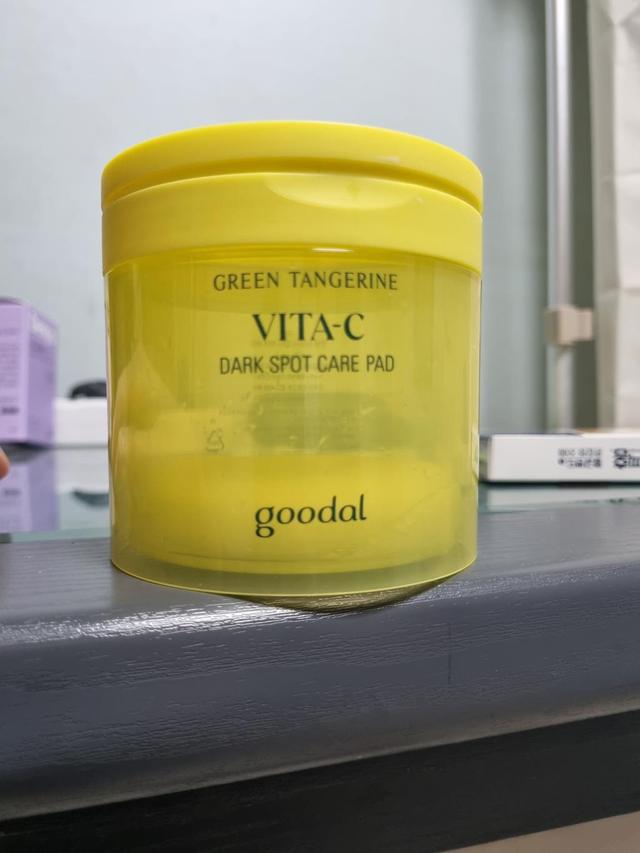 GREEN TANGERINE
VITA-C
DARK SPOT CARE PAD
goodal